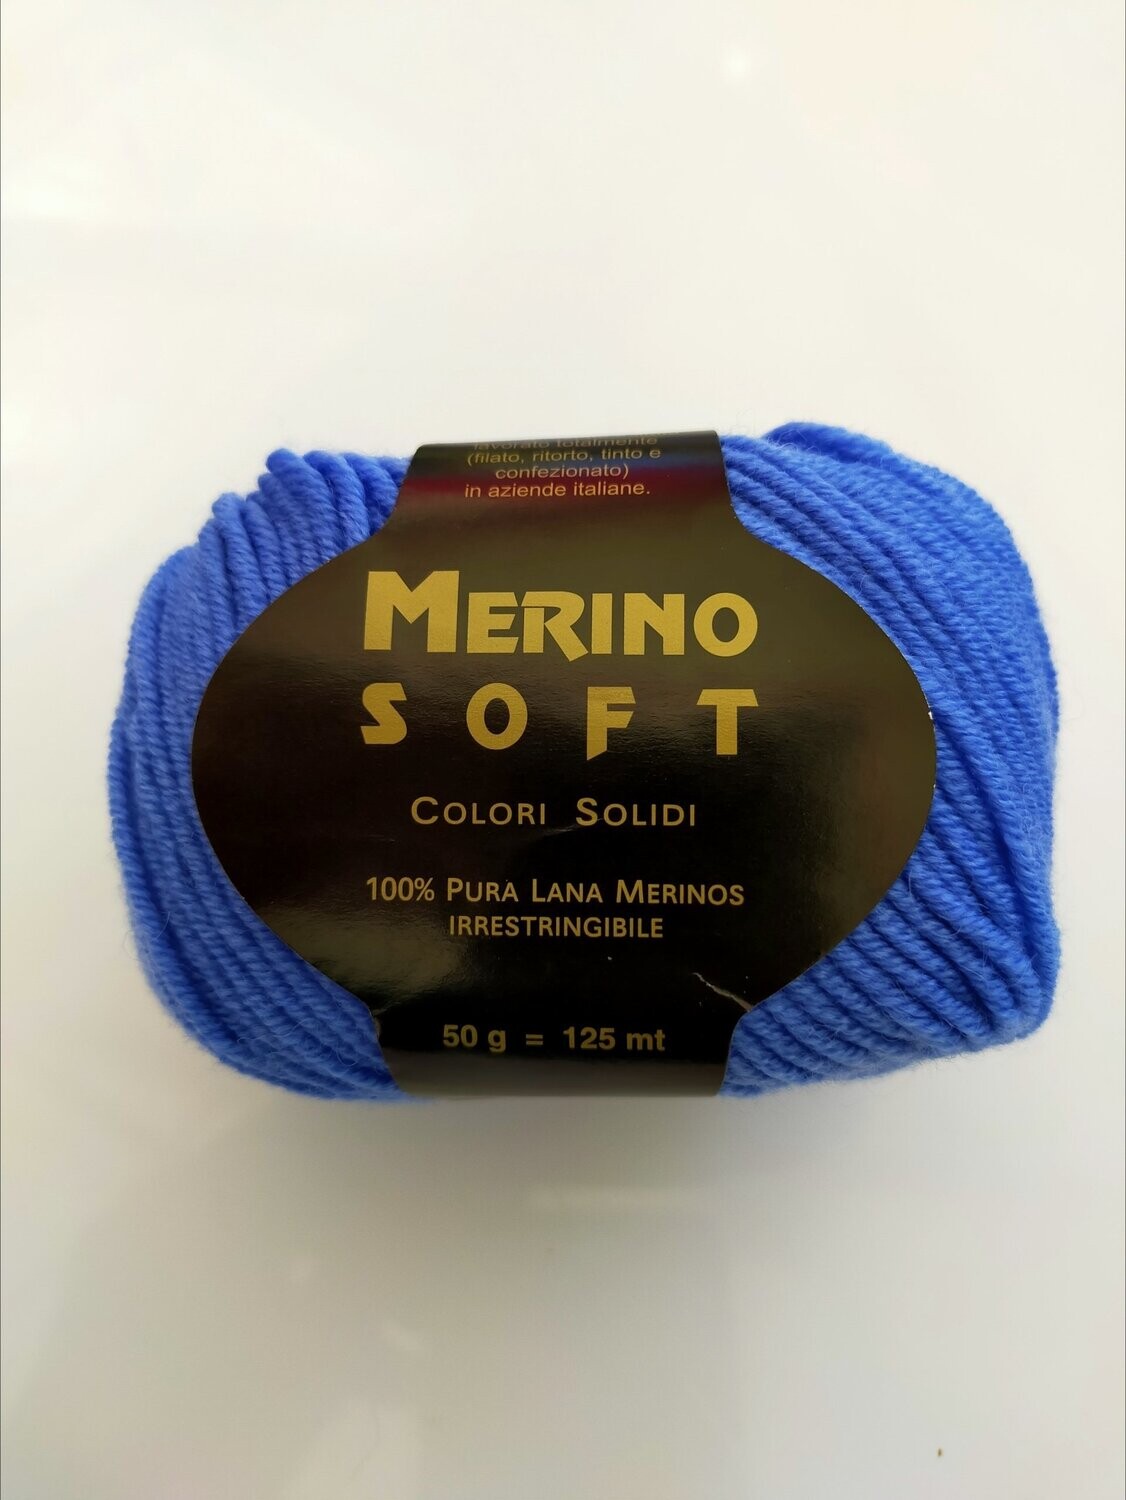 lavorato totalmente
(filato, ritorto, tinto e
confezionato)
in aziende italiane.
MERINO
SOFT
COLORI SOLIDI
100% PURA LANA MERINOS
IRRESTRINGIBILE
50 g = 125 mt